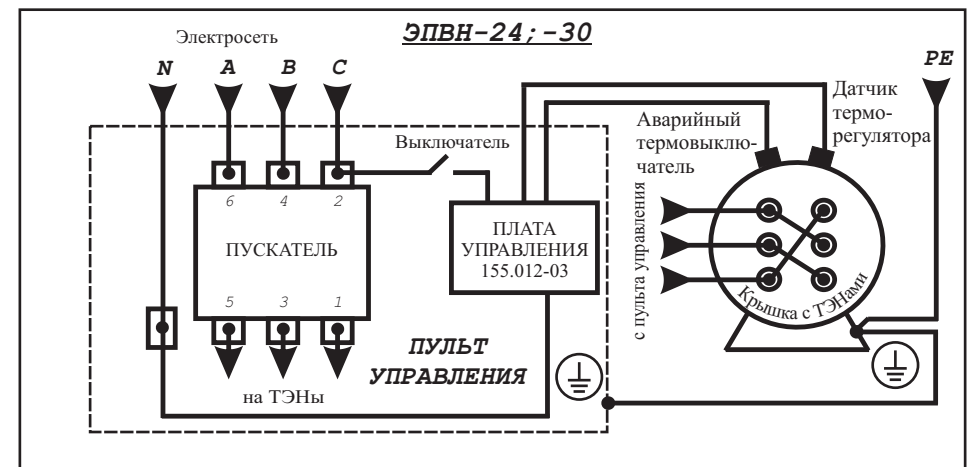 ЭПВН-24;-30
Электросеть
N A B C
PE
Датчик
термо-
регулятора
Аварийный
термовыклю-
чатель
Выключатель
6 4 2
ПУСКАТЕЛЬ
5 3 1
ПЛАТА
УПРАВЛЕНИЯ
155.012-03
с пульта управления
Крышка с ТЭНами
ПУЛЬТ
УПРАВЛЕНИЯ
на ТЭНы